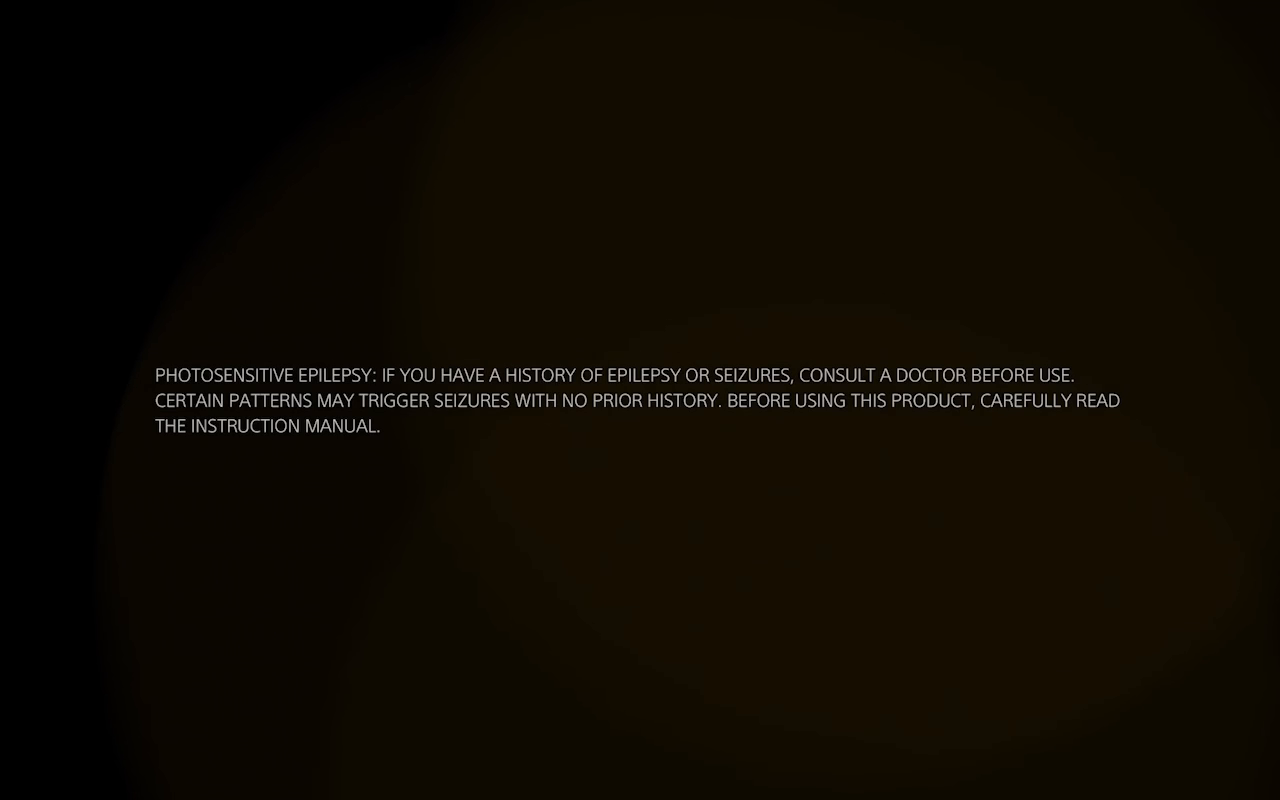 PHOTOSENSITIVE EPILEPSY: IF YOU HAVE A HISTORY OF EPILEPSY OR SEIZURES, CONSULT A DOCTOR BEFORE USE.
CERTAIN PATTERNS MAY TRIGGER SEIZURES WITH NO PRIOR HISTORY. BEFORE USING THIS PRODUCT, CAREFULLY READ
THE INSTRUCTION MANUAL.